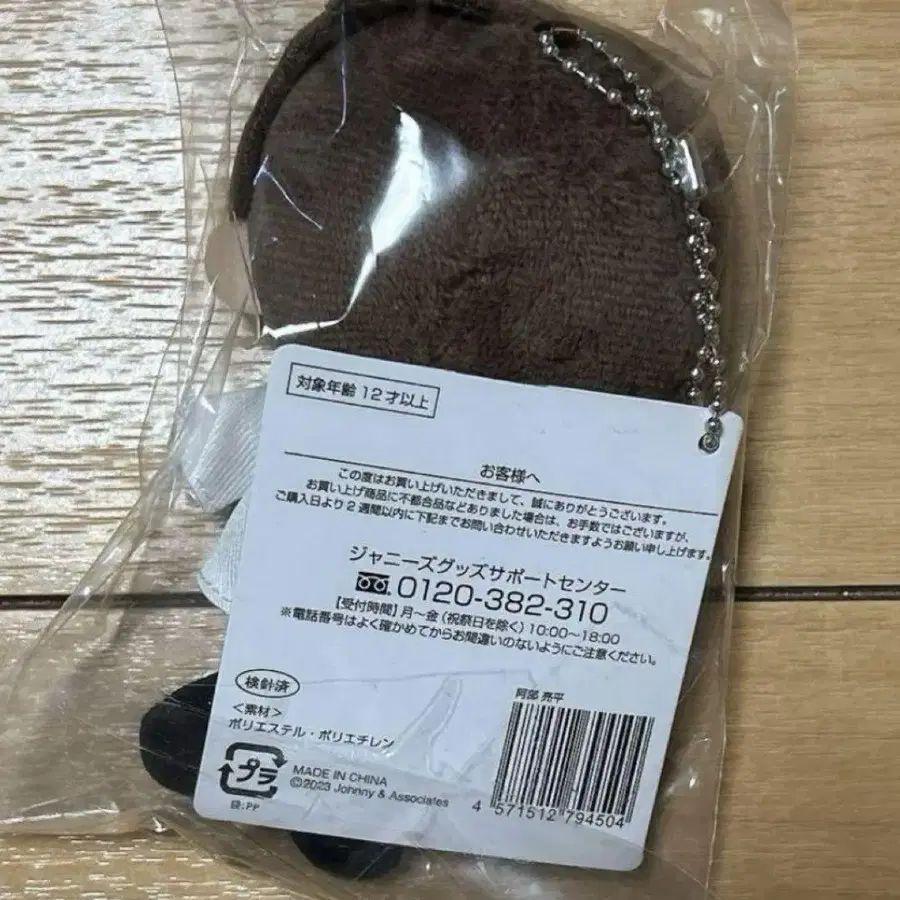 対象年齢 12才以上
お客様へ
この度はお買い上げいただきまして、誠にありがとうございます。
お買い上げ商品に不都合品などありました場合は、お手数ではございますが、
ご購入日より2週間以内に下記までお問い合わせいただきますようお願い申し上げます。
ジャニーズグッズサポートセンター
0120-382-310
【受付時間】月〜金（祝祭日を除く）10:00〜18:00
※電話番号はよく確かめてからお間違いのないようにご注意ください。
検針済
<素材>
ポリエステル・ポリエチレン
プラ
袋:PP
MADE IN CHINA
©2023 Johnny & Associates
阿部 亮平
4 571512 794504